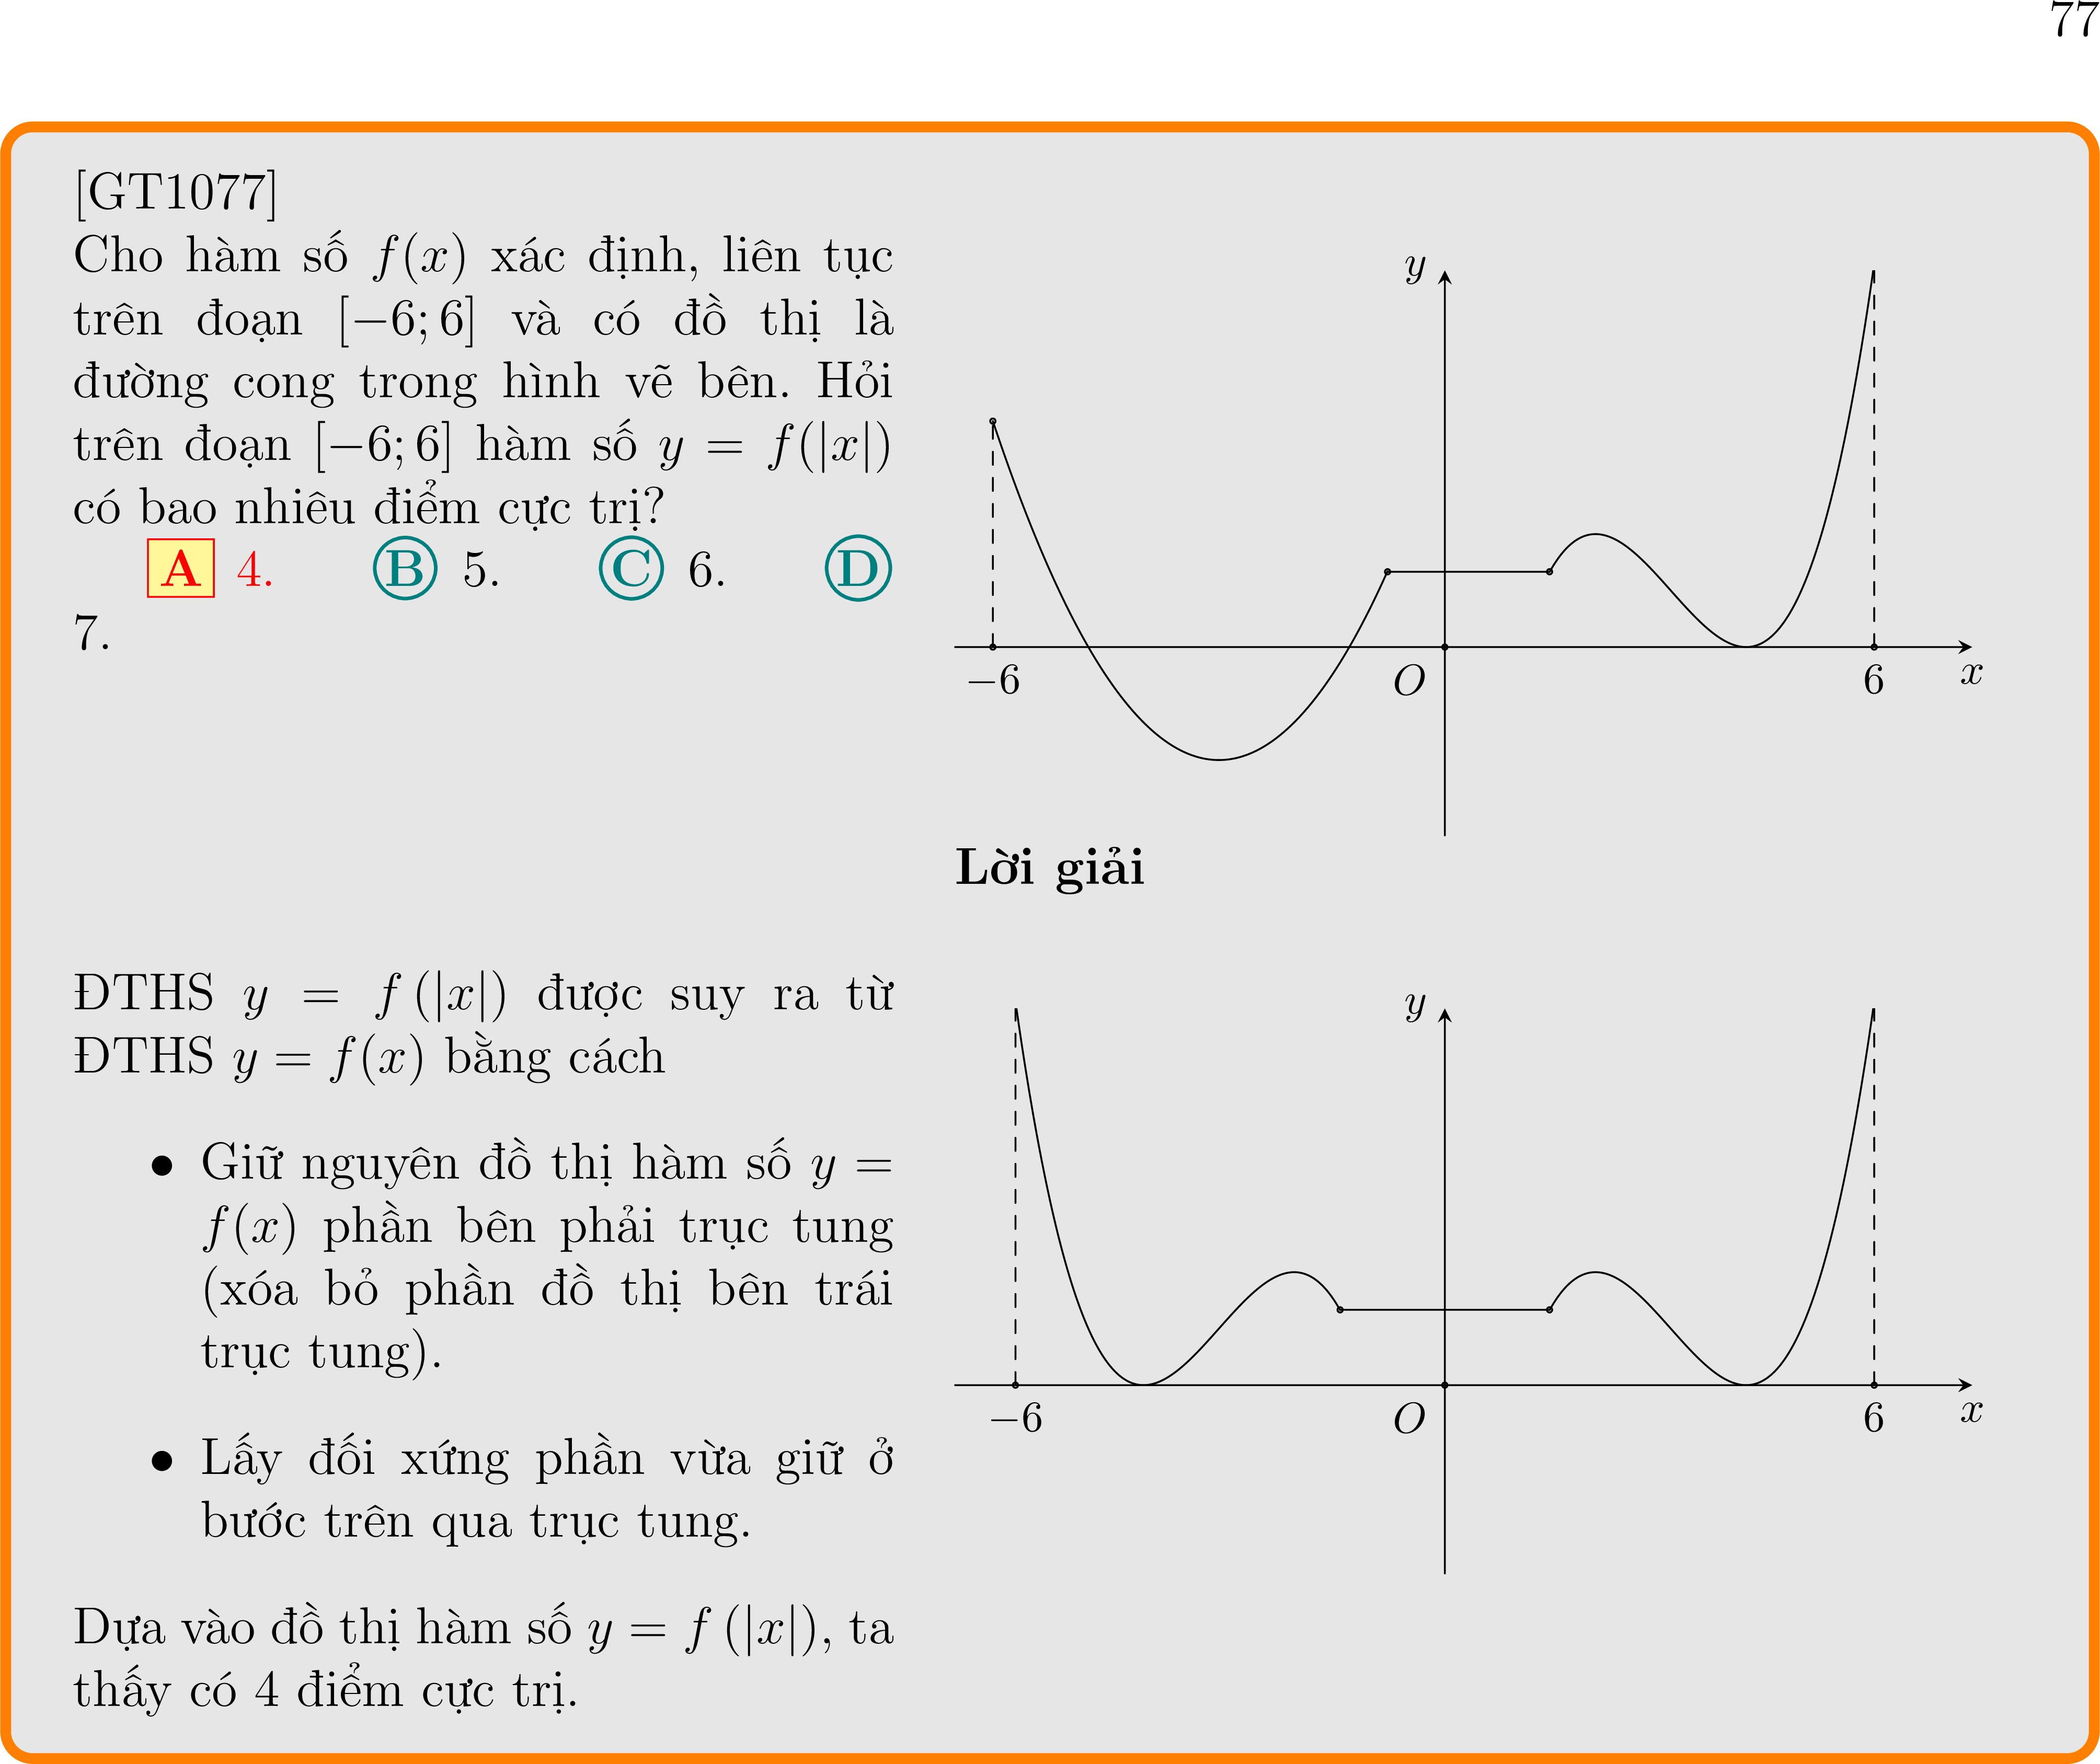 77
[GT1077]
Cho hàm số f(x) xác định, liên tục
trên đoạn [−6; 6] và có đồ thị là
đường cong trong hình vẽ bên. Hỏi
trên đoạn [−6; 6] hàm số y = f(|x|)
có bao nhiêu điểm cực trị?
A 4. B 5. C 6. D
7.
y
−6 O 6 x
Lời giải
ĐTHS y = f (|x|) được suy ra từ
ĐTHS y = f(x) bằng cách
• Giữ nguyên đồ thị hàm số y =
f(x) phần bên phải trục tung
(xóa bỏ phần đồ thị bên trái
trục tung).
• Lấy đối xứng phần vừa giữ ở
bước trên qua trục tung.
Dựa vào đồ thị hàm số y = f (|x|), ta
thấy có 4 điểm cực trị.
y
−6 O 6 x